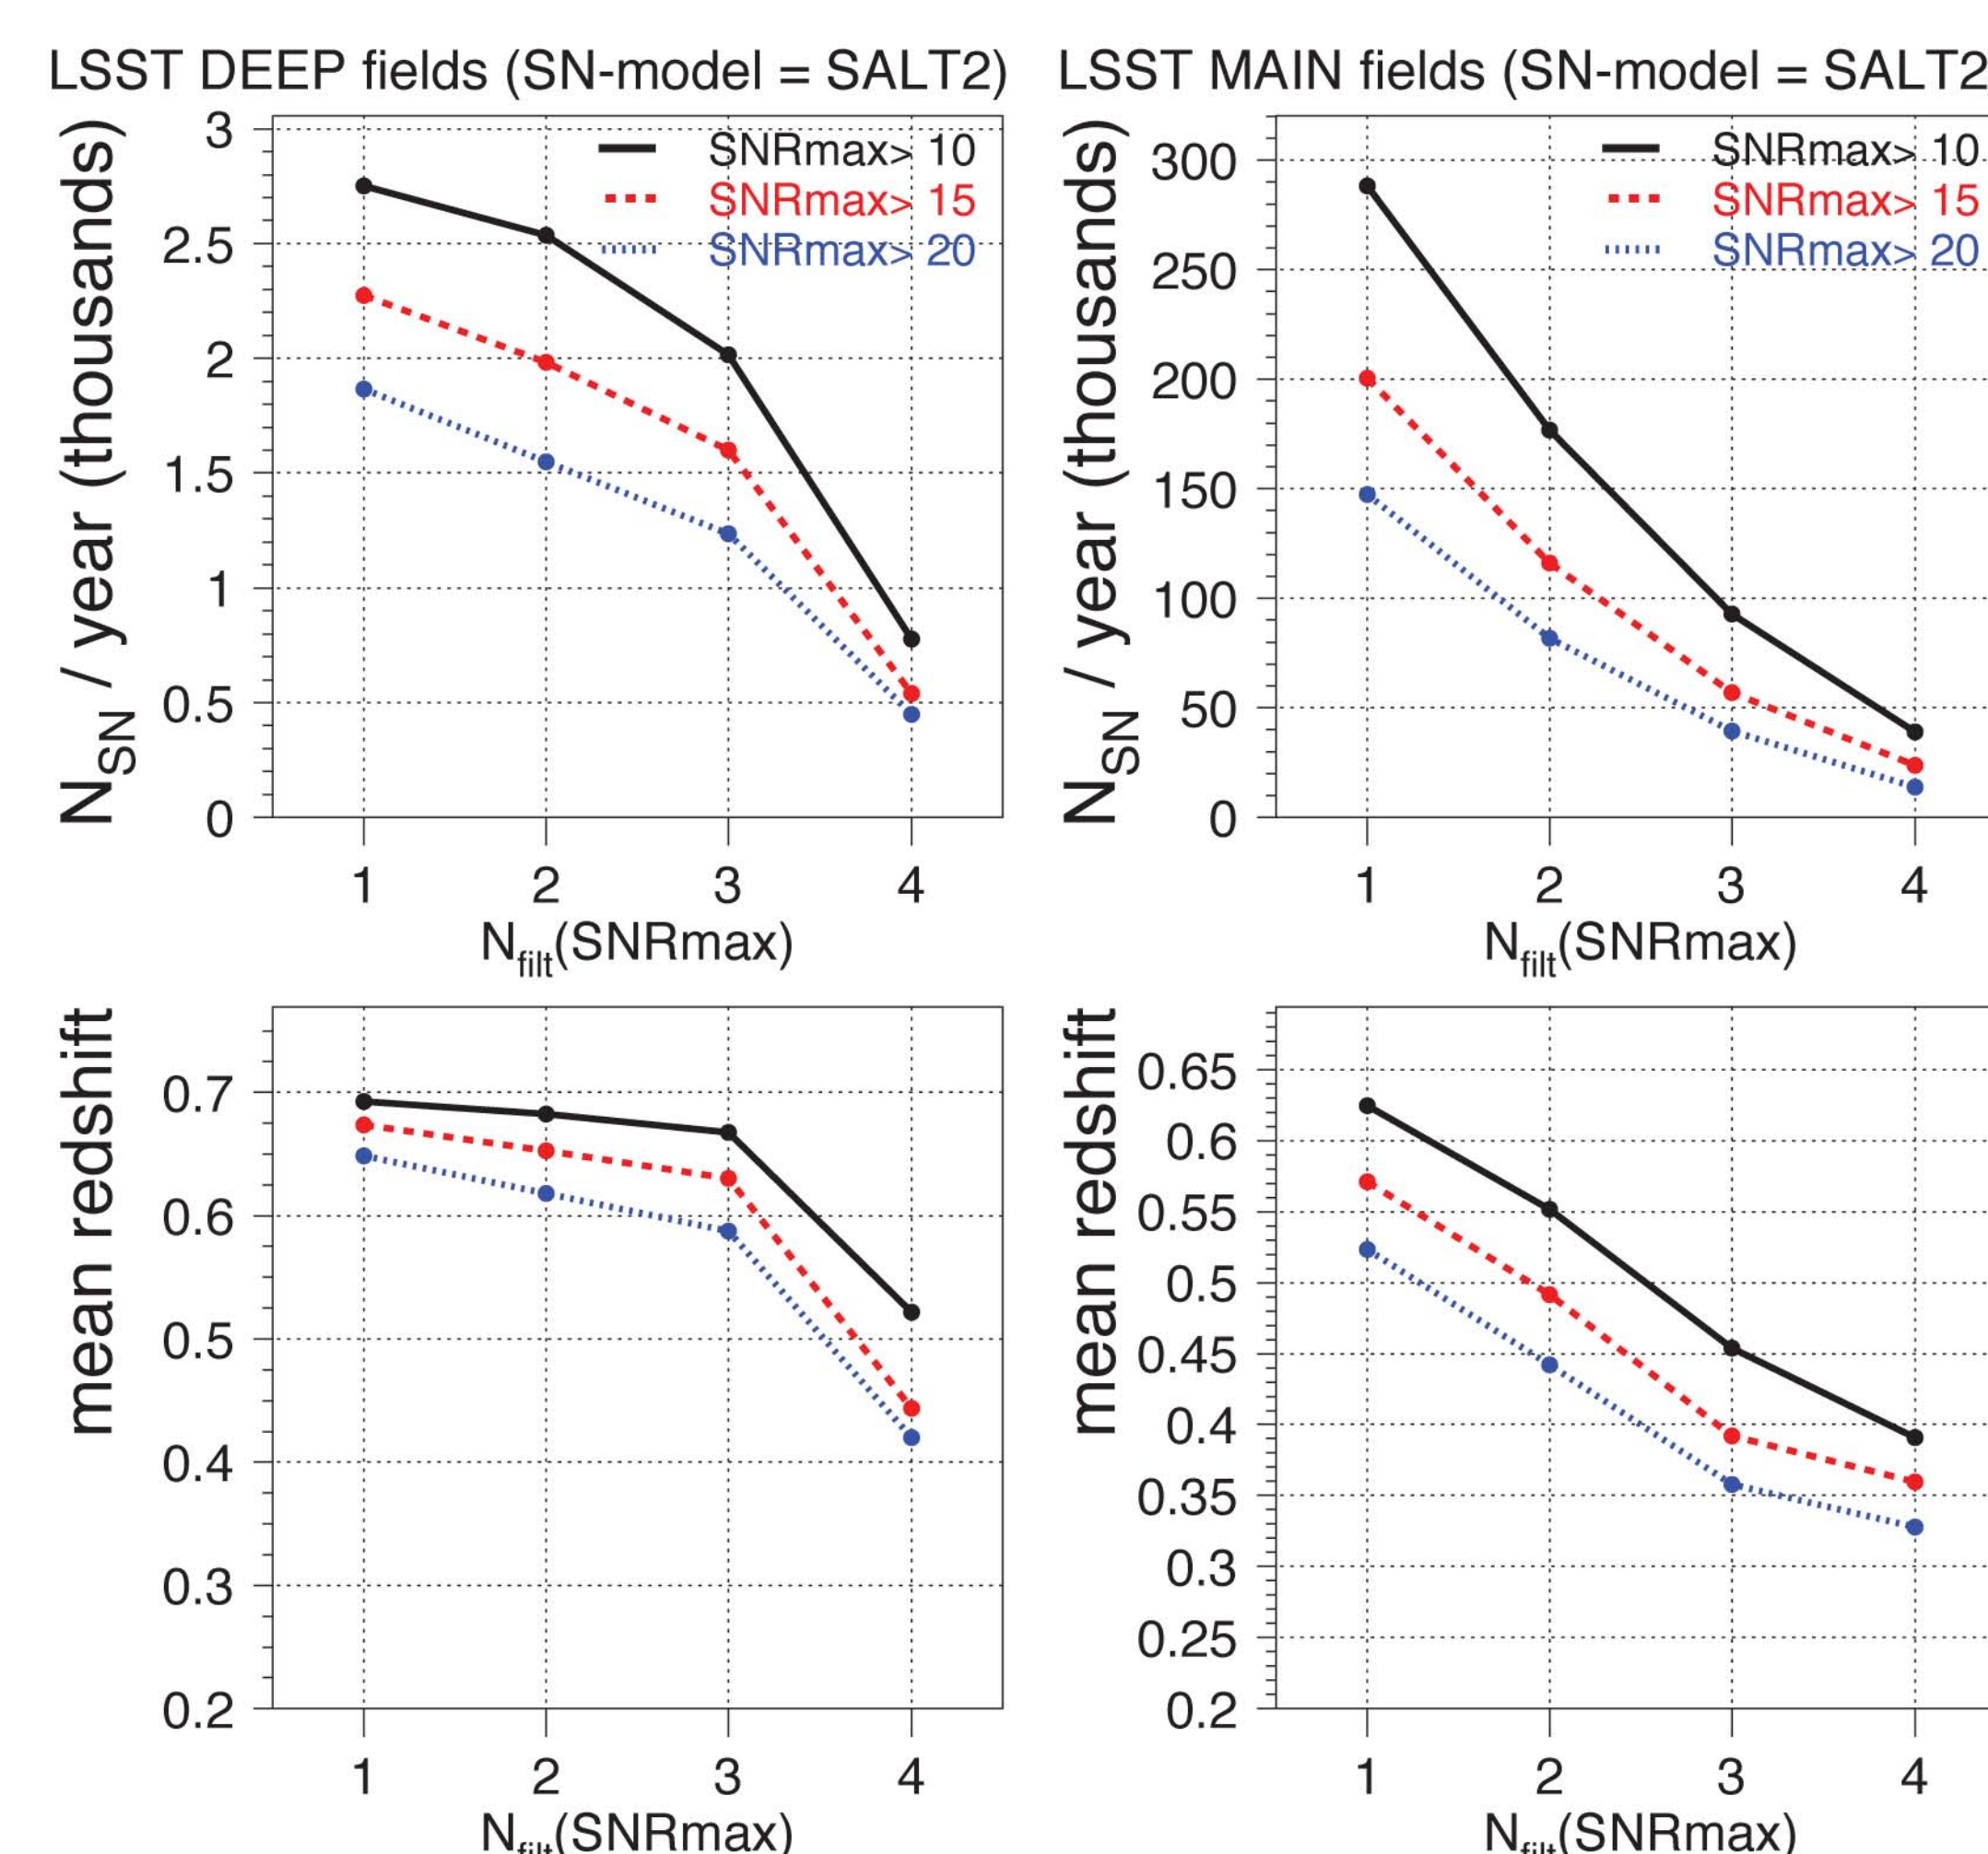 LSST DEEP fields (SN-model = SALT2)
N_SN / year (thousands)
3
2.5
2
1.5
1
0.5
0
SNRmax> 10
SNRmax> 15
SNRmax> 20
1 2 3 4
N_filt(SNRmax)
LSST MAIN fields (SN-model = SALT2
N_SN / year (thousands)
300
250
200
150
100
50
0
SNRmax> 10
SNRmax> 15
SNRmax> 20
1 2 3 4
N_filt(SNRmax)
mean redshift
0.7
0.6
0.5
0.4
0.3
0.2
1 2 3 4
N_filt(SNRmax)
mean redshift
0.65
0.6
0.55
0.5
0.45
0.4
0.35
0.3
0.25
0.2
1 2 3 4
N_filt(SNRmax)